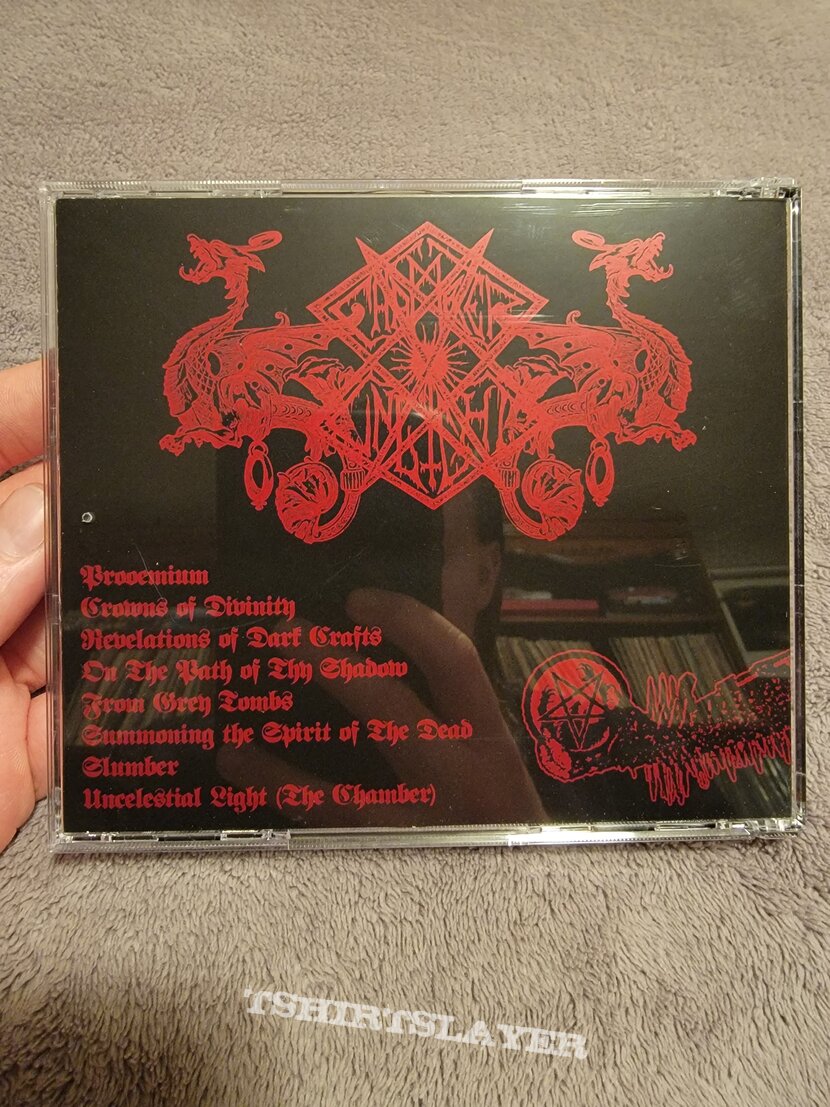 Prooemium
Crowns of Divinity
Revelations of Dark Crafts
On The Path of Thy Shadow
From Grey Tombs
Summoning the Spirit of The Dead
Slumber
Uncelestial Light (The Chamber)
TSHIRTSLAYER